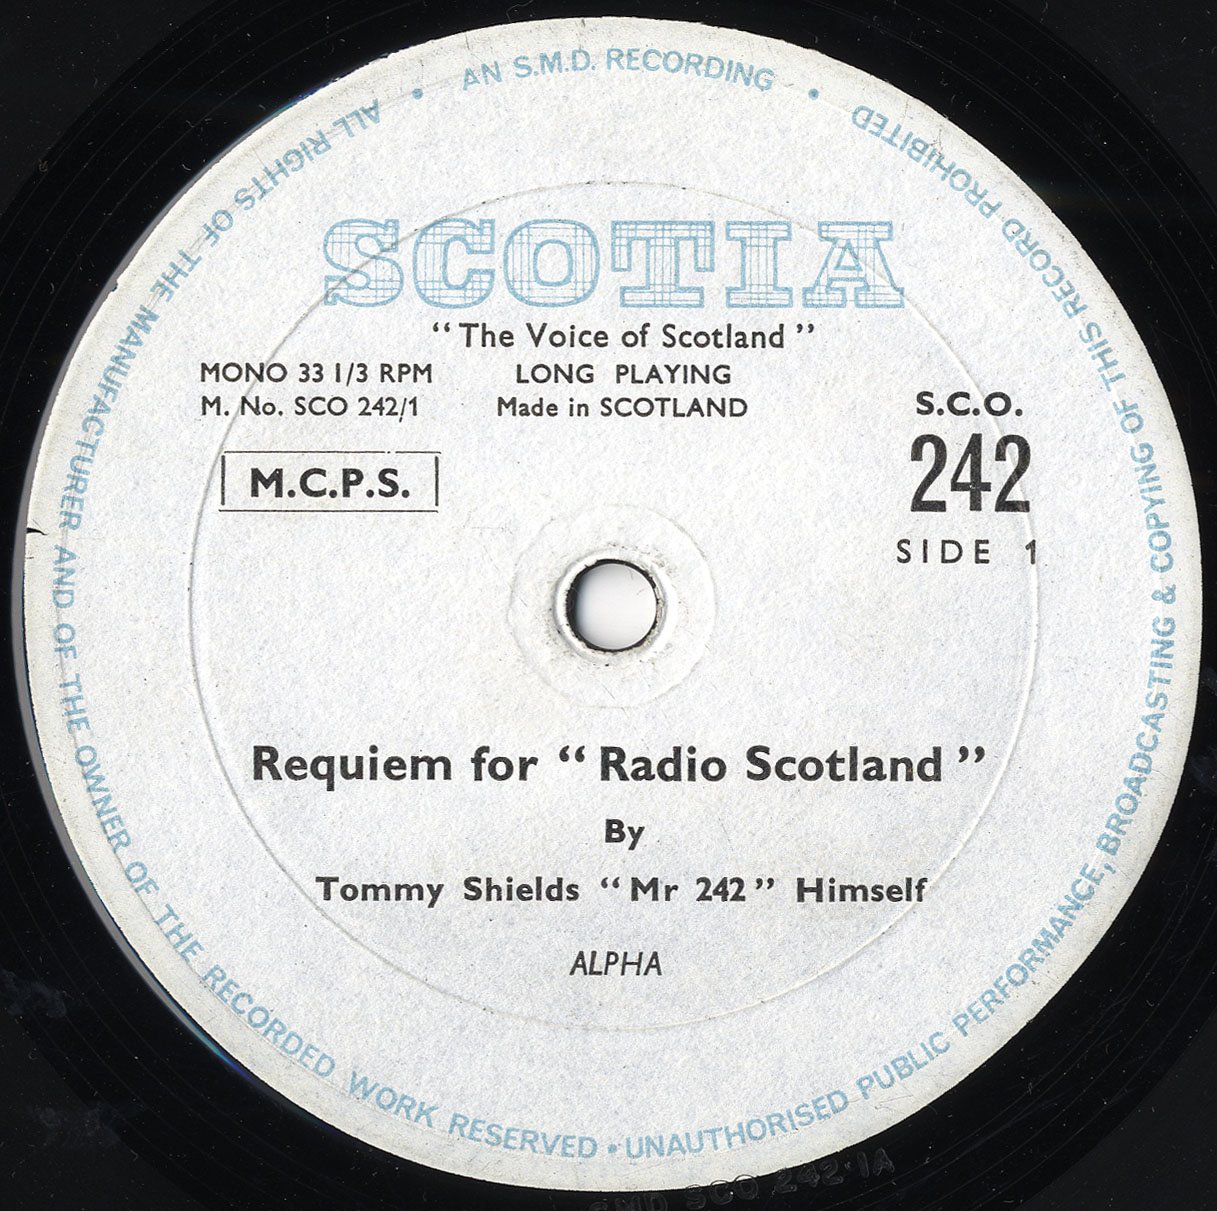 AN S.M.D. RECORDING
ALL RIGHTS OF THE MANUFACTURER AND OF THE OWNER OF THE RECORDED WORK RESERVED • UNAUTHORISED PUBLIC PERFORMANCE, BROADCASTING & COPYING OF THIS RECORD PROHIBITED
SCOTIA
“The Voice of Scotland”
MONO 33 1/3 RPM
M. No. SCO 242/1
LONG PLAYING
Made in SCOTLAND
M.C.P.S.
S.C.O.
242
SIDE 1
Requiem for “Radio Scotland”
By
Tommy Shields “Mr 242” Himself
ALPHA
SCO 242·1A